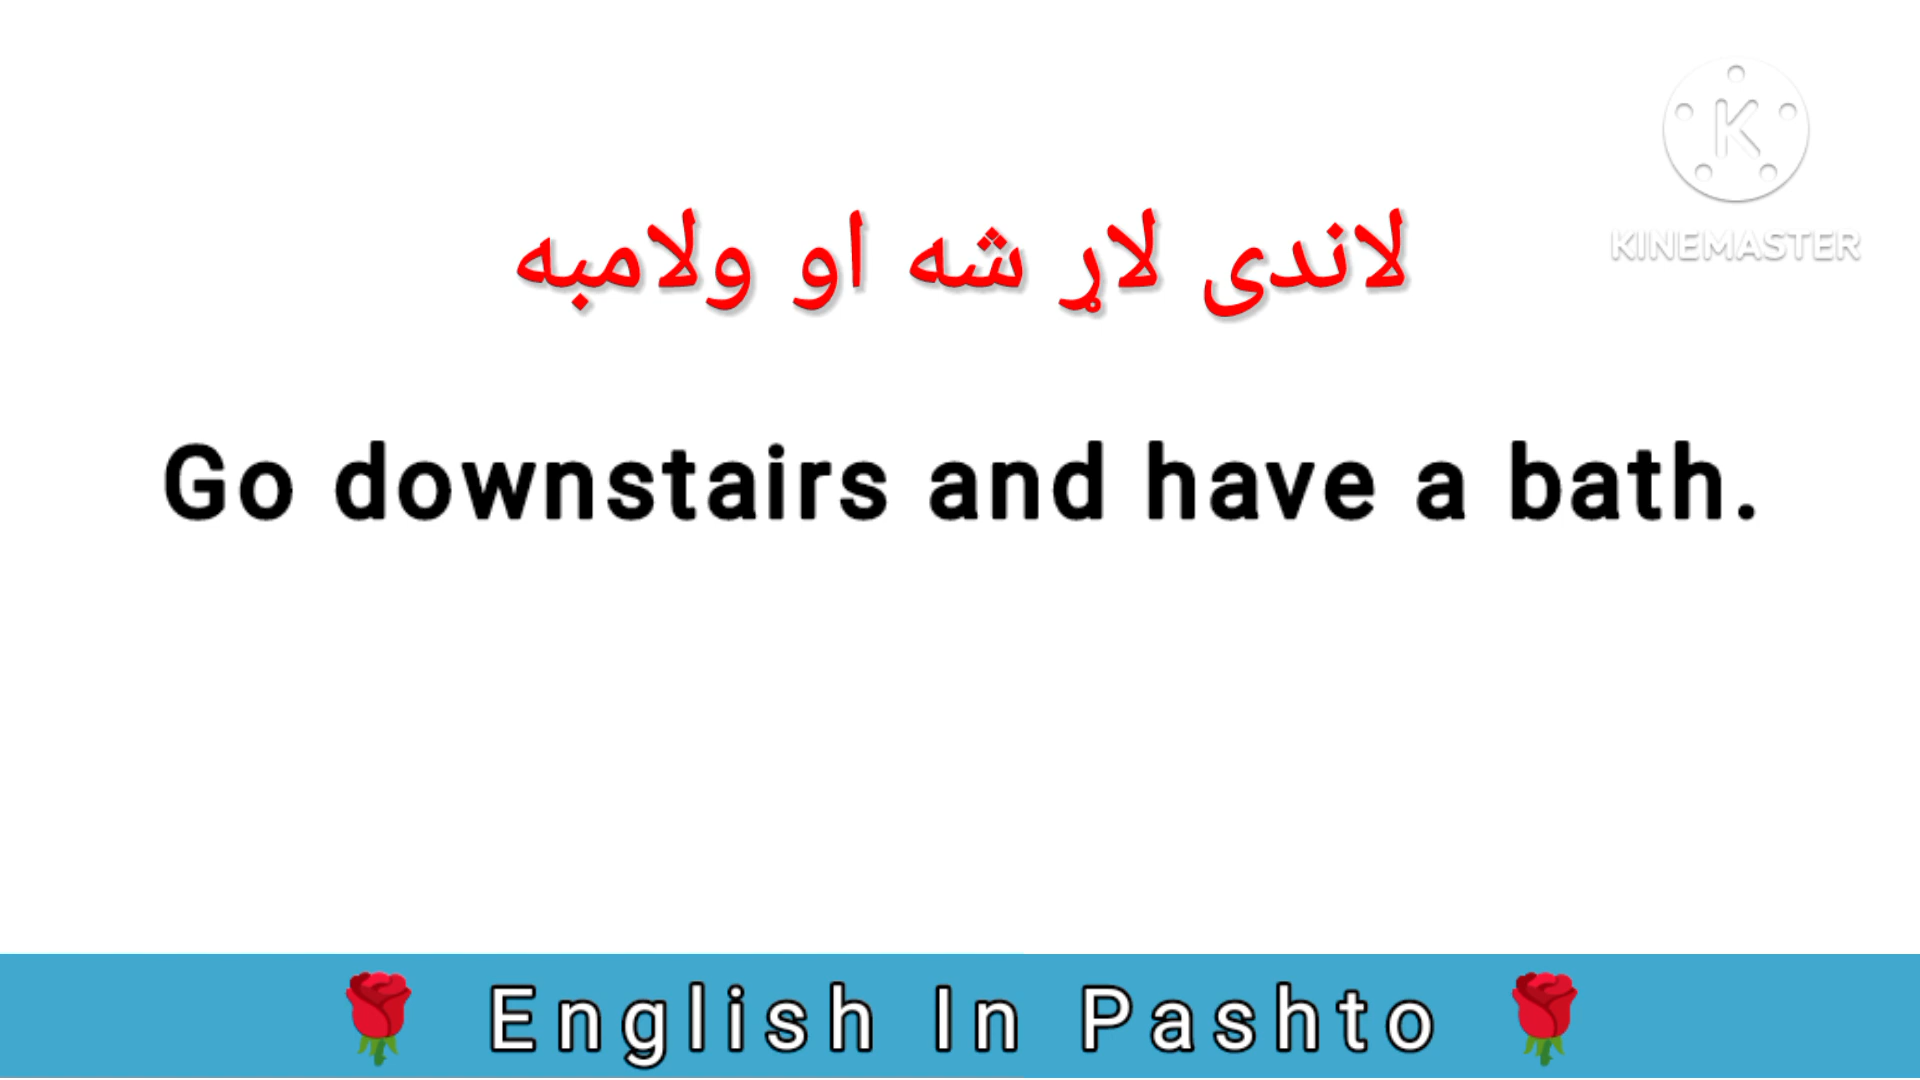 KINEMASTER
لاندی لاړ شه او ولامبه
Go downstairs and have a bath.
English In Pashto